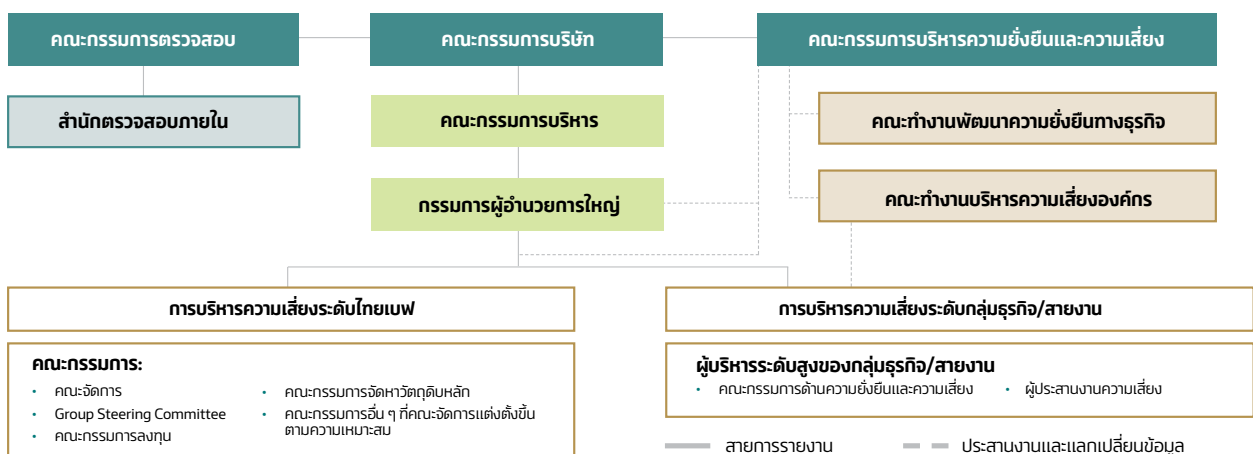 คณะกรรมการตรวจสอบ
คณะกรรมการบริษัท
คณะกรรมการบริหารความยั่งยืนและความเสี่ยง
สำนักตรวจสอบภายใน
คณะกรรมการบริหาร
คณะทำงานพัฒนาความยั่งยืนทางธุรกิจ
กรรมการผู้อำนวยการใหญ่
คณะทำงานบริหารความเสี่ยงองค์กร
การบริหารความเสี่ยงระดับไทยเบฟ
การบริหารความเสี่ยงระดับกลุ่มธุรกิจ/สายงาน
คณะกรรมการ:
• คณะจัดการ
• Group Steering Committee
• คณะกรรมการลงทุน
• คณะกรรมการจัดหาวัตถุดิบหลัก
• คณะกรรมการอื่น ๆ ที่คณะจัดการแต่งตั้งขึ้น
ตามความเหมาะสม
ผู้บริหารระดับสูงของกลุ่มธุรกิจ/สายงาน
• คณะกรรมการด้านความยั่งยืนและความเสี่ยง • ผู้ประสานงานความเสี่ยง
สายการรายงาน
ประสานงานและแลกเปลี่ยนข้อมูล